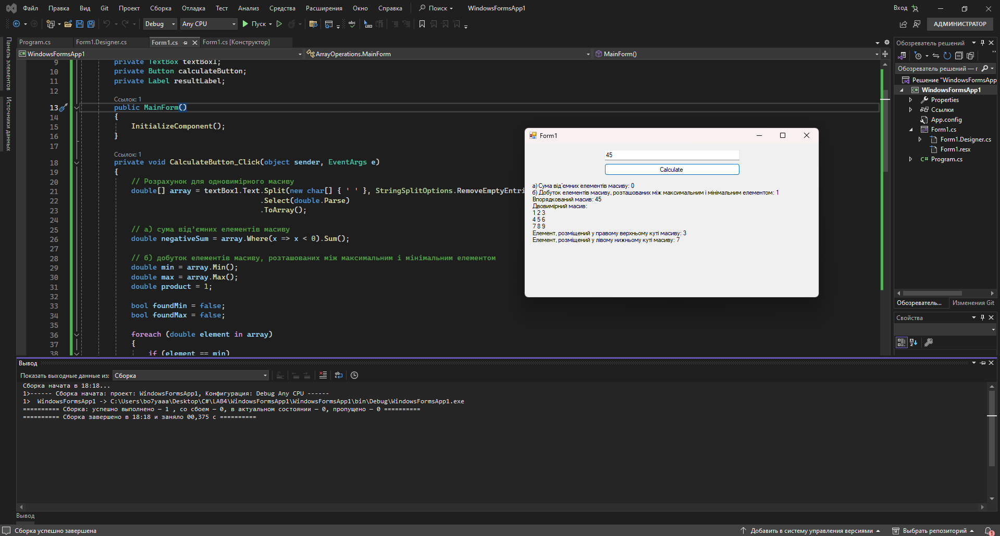 Файл Правка Вид Git Проект Сборка Отладка Тест Анализ Средства Расширения Окно Справка Поиск WindowsFormsApp1 Вход
Debug Any CPU Пуск АДМИНИСТРАТОР
Панель элементов
Источники данных
Program.cs Form1.Designer.cs Form1.cs Form1.cs [Конструктор]
WindowsFormsApp1 ArrayOperations.MainForm MainForm()
9 private TextBox textBox1;
10 private Button calculateButton;
11 private Label resultLabel;
12
Ссылок: 1
13 public MainForm()
14 {
15 InitializeComponent();
16 }
17
Ссылок: 1
18 private void CalculateButton_Click(object sender, EventArgs e)
19 {
20 // Розрахунок для одновимірного масиву
21 double[] array = textBox1.Text.Split(new char[] { ' ' }, StringSplitOptions.RemoveEmptyEntri
22 .Select(double.Parse)
23 .ToArray();
24
25 // а) сума від’ємних елементів масиву
26 double negativeSum = array.Where(x => x < 0).Sum();
27
28 // б) добуток елементів масиву, розташованих між максимальним і мінімальним елементом
29 double min = array.Min();
30 double max = array.Max();
31 double product = 1;
32
33 bool foundMin = false;
34 bool foundMax = false;
35
36 foreach (double element in array)
37 {
38 if (element == min)
Form1
45
Calculate
а) Сума від’ємних елементів масиву: 0
б) Добуток елементів масиву, розташованих між максимальним і мінімальним елементом: 1
Впорядкований масив: 45
Двовимірний масив:
1 2 3
4 5 6
7 8 9
Елемент, розміщений у правому верхньому куті масиву: 3
Елемент, розміщений у лівому нижньому куті масиву: 7
Обозреватель решений
Обозреватель решений — г
Решение "WindowsFormsApp
WindowsFormsApp1
Properties
Ссылки
App.config
Form1.cs
Form1.Designer.cs
Form1.resx
Program.cs
Обозреватель... Изменения Git
Свойства
Вывод
Показать выходные данные из: Сборка
Сборка начата в 18:18...
1>------ Сборка начата: проект: WindowsFormsApp1, Конфигурация: Debug Any CPU ------
1> WindowsFormsApp1 -> C:\Users\bo7yaaa\Desktop\C#\LAB4\WindowsFormsApp1\WindowsFormsApp1\bin\Debug\WindowsFormsApp1.exe
========== Сборка: успешно выполнено — 1 , со сбоем — 0, в актуальном состоянии — 0, пропущено — 0 ==========
========== Сборка завершено в 18:18 и заняло 00,375 с ==========
Вывод
Сборка успешно завершена Добавить в систему управления версиями Выбрать репозиторий 1